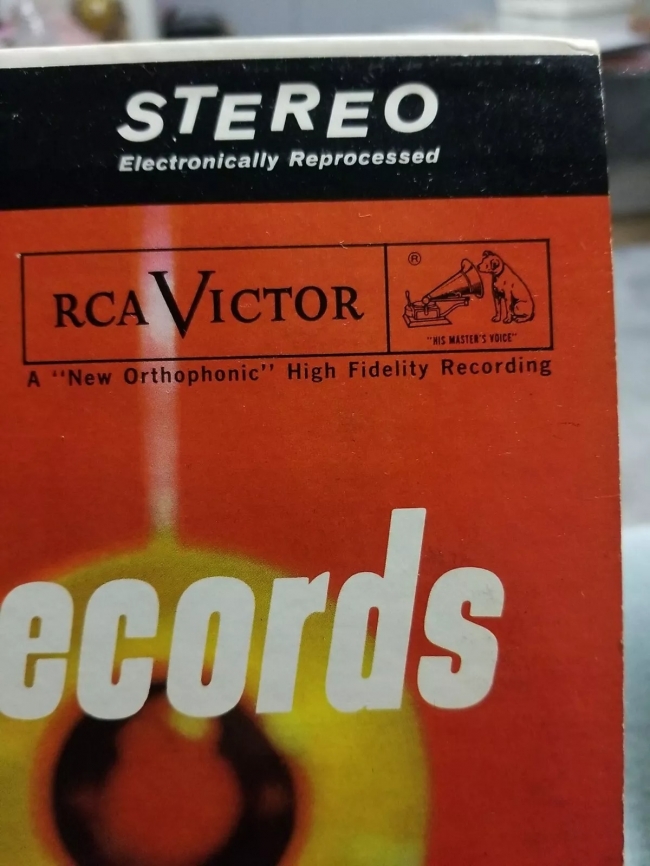 STEREO
Electronically Reprocessed
RCA VICTOR
®
"HIS MASTER'S VOICE"
A "New Orthophonic" High Fidelity Recording
ecords